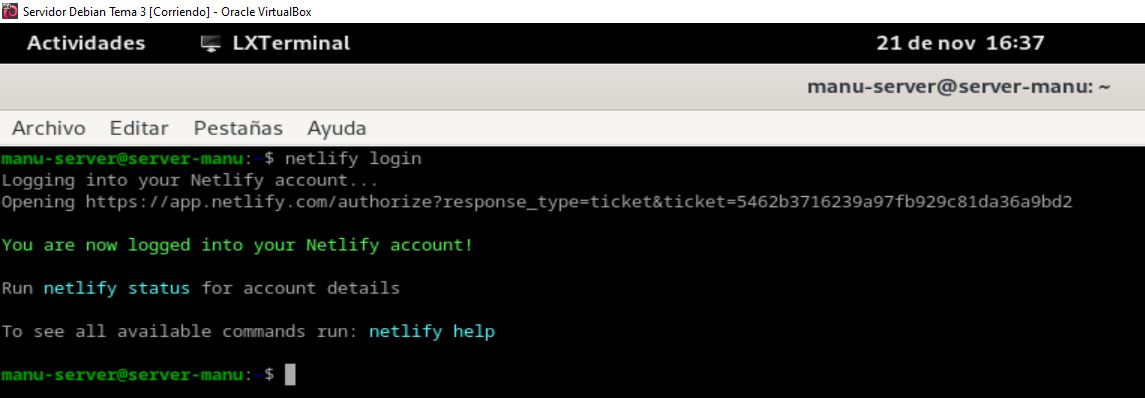 Servidor Debian Tema 3 [Corriendo] - Oracle VirtualBox
Actividades LXTerminal 21 de nov 16:37
manu-server@server-manu: ~
Archivo Editar Pestañas Ayuda
manu-server@server-manu:~$ netlify login
Logging into your Netlify account...
Opening https://app.netlify.com/authorize?response_type=ticket&ticket=5462b3716239a97fb929c81da36a9bd2
You are now logged into your Netlify account!
Run netlify status for account details
To see all available commands run: netlify help
manu-server@server-manu:~$